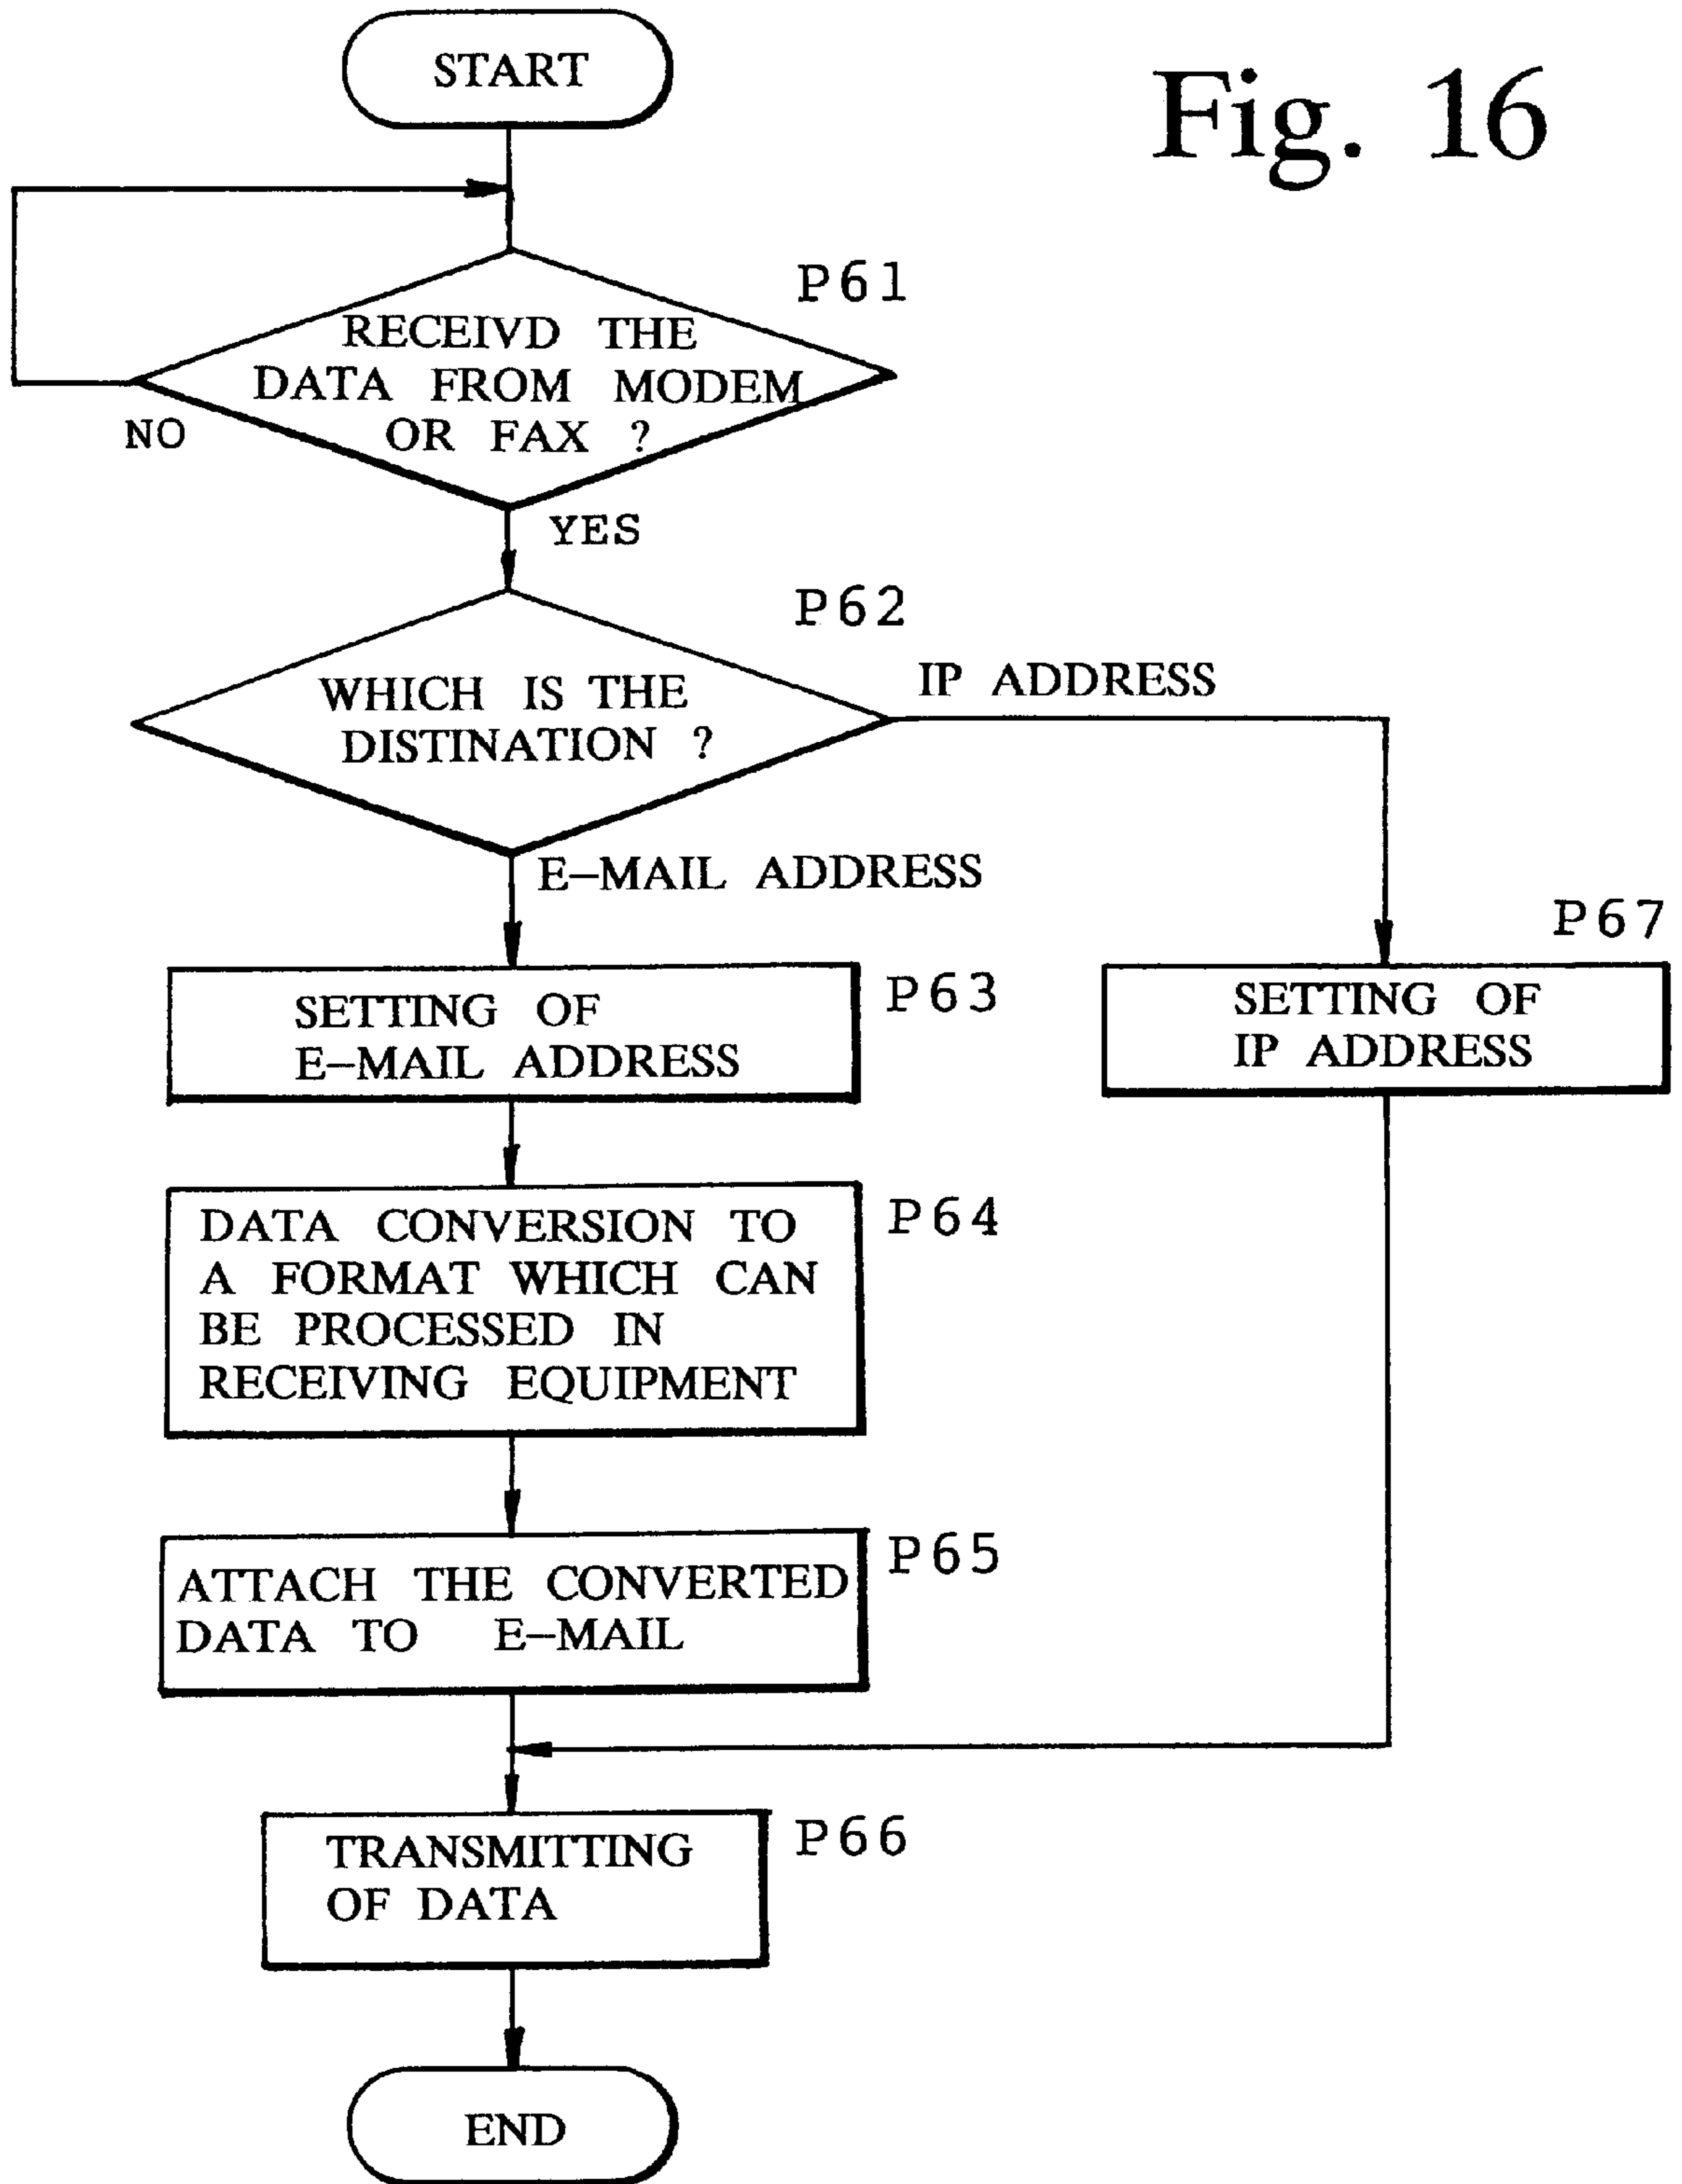 Fig. 16
START
P61
RECEIVD THE
DATA FROM MODEM
OR FAX ?
NO
YES
P62
WHICH IS THE
DISTINATION ?
IP ADDRESS
E-MAIL ADDRESS
P63
SETTING OF
E-MAIL ADDRESS
P67
SETTING OF
IP ADDRESS
P64
DATA CONVERSION TO
A FORMAT WHICH CAN
BE PROCESSED IN
RECEIVING EQUIPMENT
P65
ATTACH THE CONVERTED
DATA TO E-MAIL
P66
TRANSMITTING
OF DATA
END